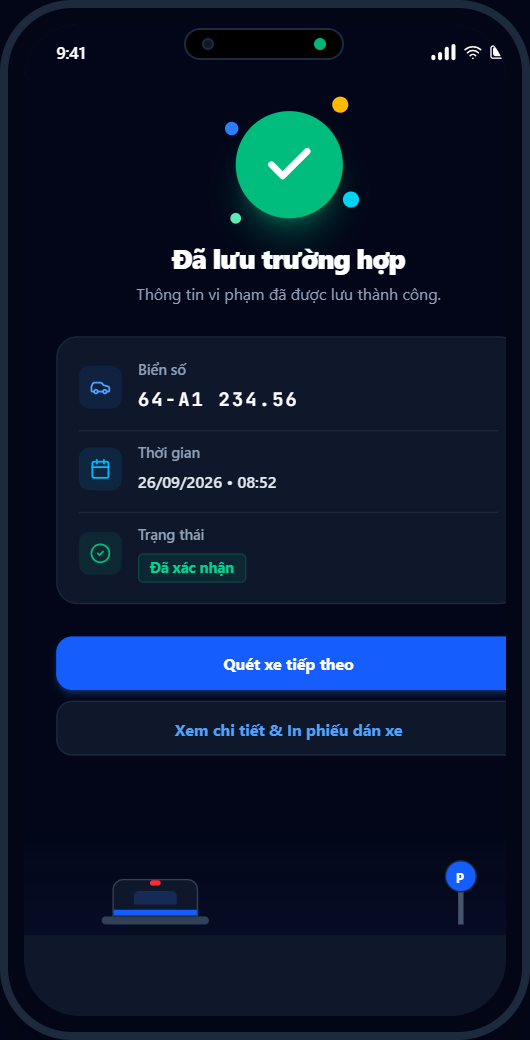 9:41
Đã lưu trường hợp
Thông tin vi phạm đã được lưu thành công.
Biển số
64-A1 234.56
Thời gian
26/09/2026 • 08:52
Trạng thái
Đã xác nhận
Quét xe tiếp theo
Xem chi tiết & In phiếu dán xe
P